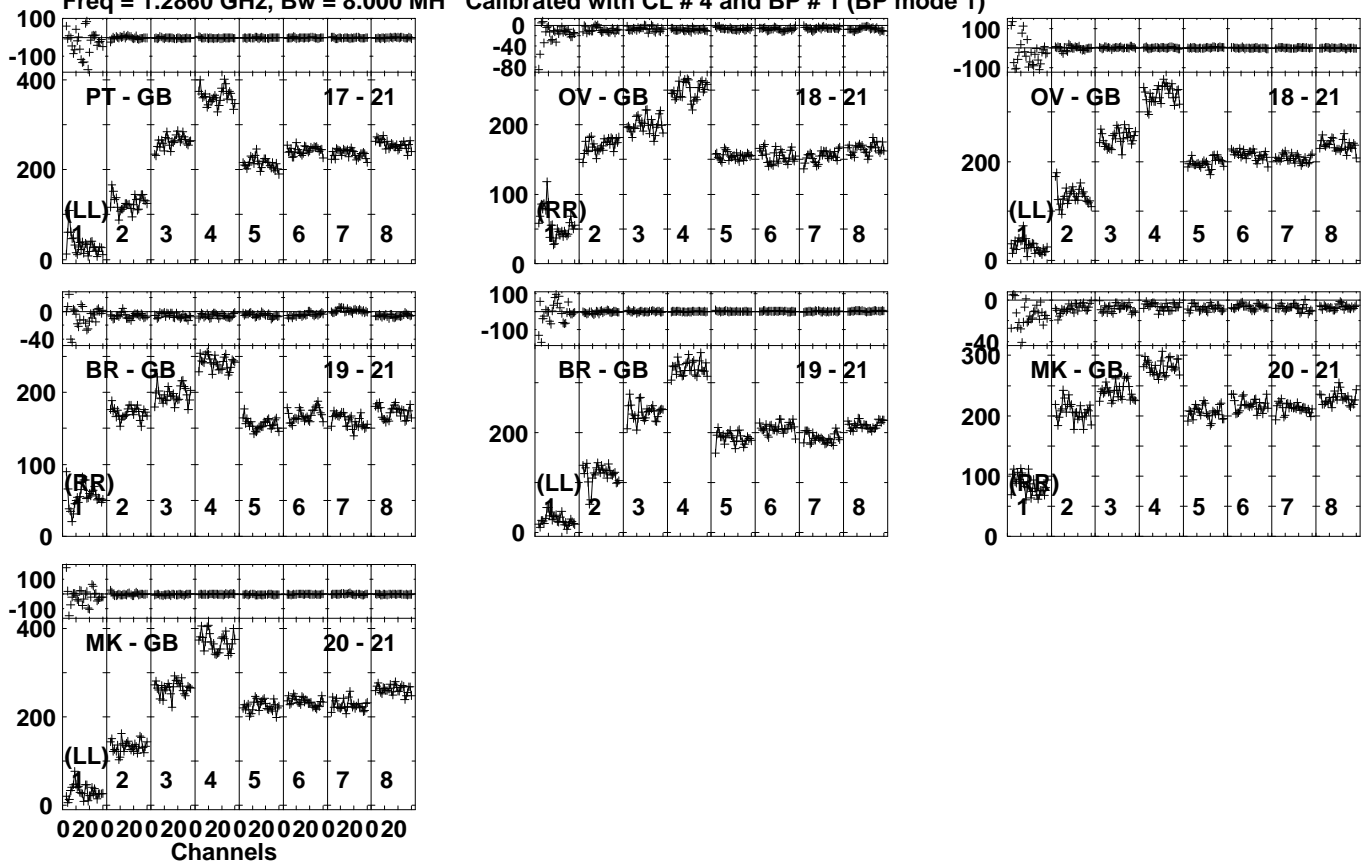 Freq = 1.2860 GHz, Bw = 8.000 MH Calibrated with CL # 4 and BP # 1 (BP mode 1)
100
-100
400
200
0
PT - GB 17 - 21
(LL)
1 2 3 4 5 6 7 8
0
-40
-80
200
100
0
OV - GB 18 - 21
(RR)
1 2 3 4 5 6 7 8
100
-100
200
0
OV - GB 18 - 21
(LL)
1 2 3 4 5 6 7 8
0
-40
200
100
0
BR - GB 19 - 21
(RR)
1 2 3 4 5 6 7 8
100
-100
200
0
BR - GB 19 - 21
(LL)
1 2 3 4 5 6 7 8
0
-40
300
200
100
0
MK - GB 20 - 21
(RR)
1 2 3 4 5 6 7 8
100
-100
400
200
0
MK - GB 20 - 21
(LL)
1 2 3 4 5 6 7 8
0 20 0 20 0 20 0 20 0 20 0 20 0 20 0 20
Channels